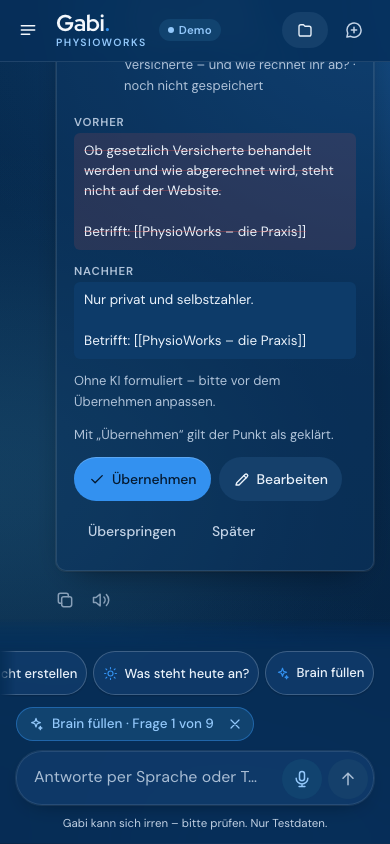 Gabi.
PHYSIOWORKS
Demo
Versicherte – und wie rechnet ihr ab? ·
noch nicht gespeichert
VORHER
Ob gesetzlich Versicherte behandelt
werden und wie abgerechnet wird, steht
nicht auf der Website.
Betrifft: [[PhysioWorks – die Praxis]]
NACHHER
Nur privat und selbstzahler.
Betrifft: [[PhysioWorks – die Praxis]]
Ohne KI formuliert – bitte vor dem
Übernehmen anpassen.
Mit „Übernehmen“ gilt der Punkt als geklärt.
Übernehmen
Bearbeiten
Überspringen
Später
cht erstellen
Was steht heute an?
Brain füllen
Brain füllen · Frage 1 von 9
Antworte per Sprache oder T...
Gabi kann sich irren – bitte prüfen. Nur Testdaten.